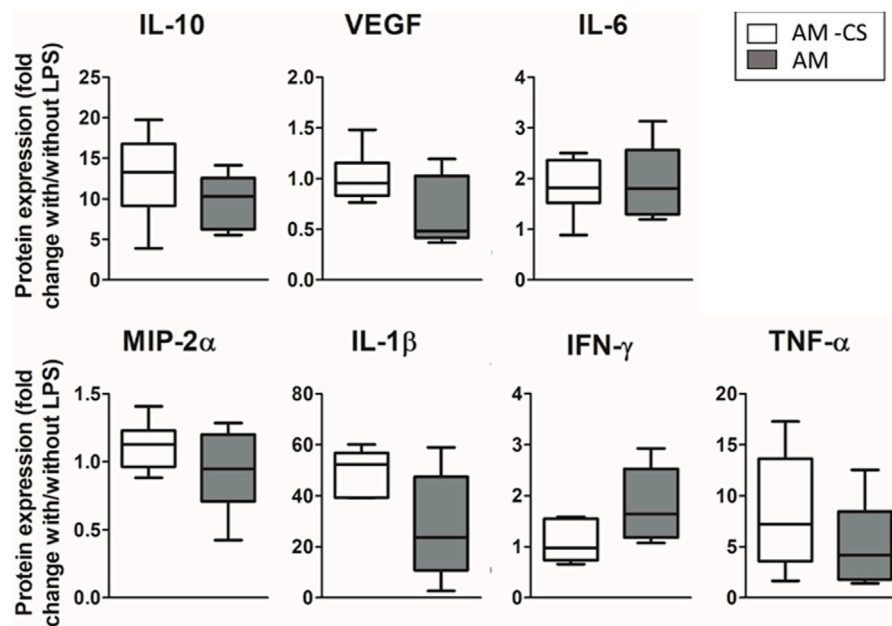 IL-10
VEGF
IL-6
AM -CS
AM
Protein expression (fold
change with/without LPS)
25
20
15
10
5
0
2.0
1.5
1.0
0.5
0.0
4
3
2
1
0
MIP-2α
IL-1β
IFN-γ
TNF-α
Protein expression (fold
change with/without LPS)
1.5
1.0
0.5
0.0
80
60
40
20
0
4
3
2
1
0
20
15
10
5
0